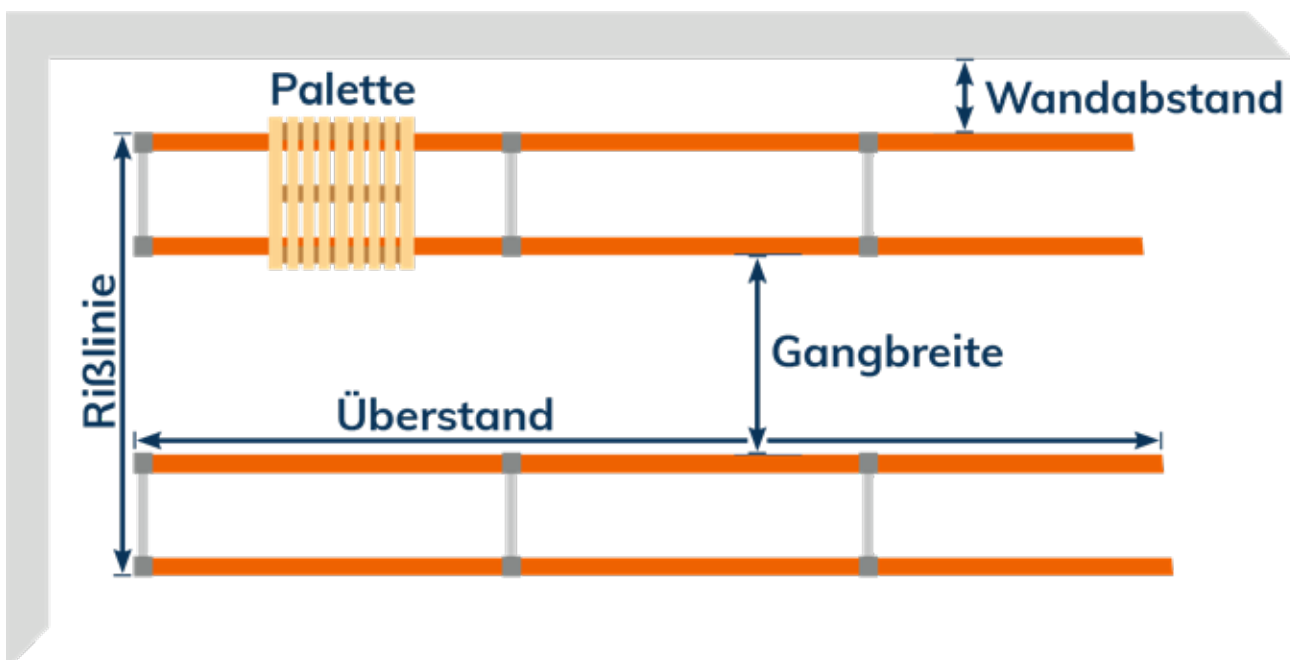 Palette
Wandabstand
Rißlinie
Gangbreite
Überstand